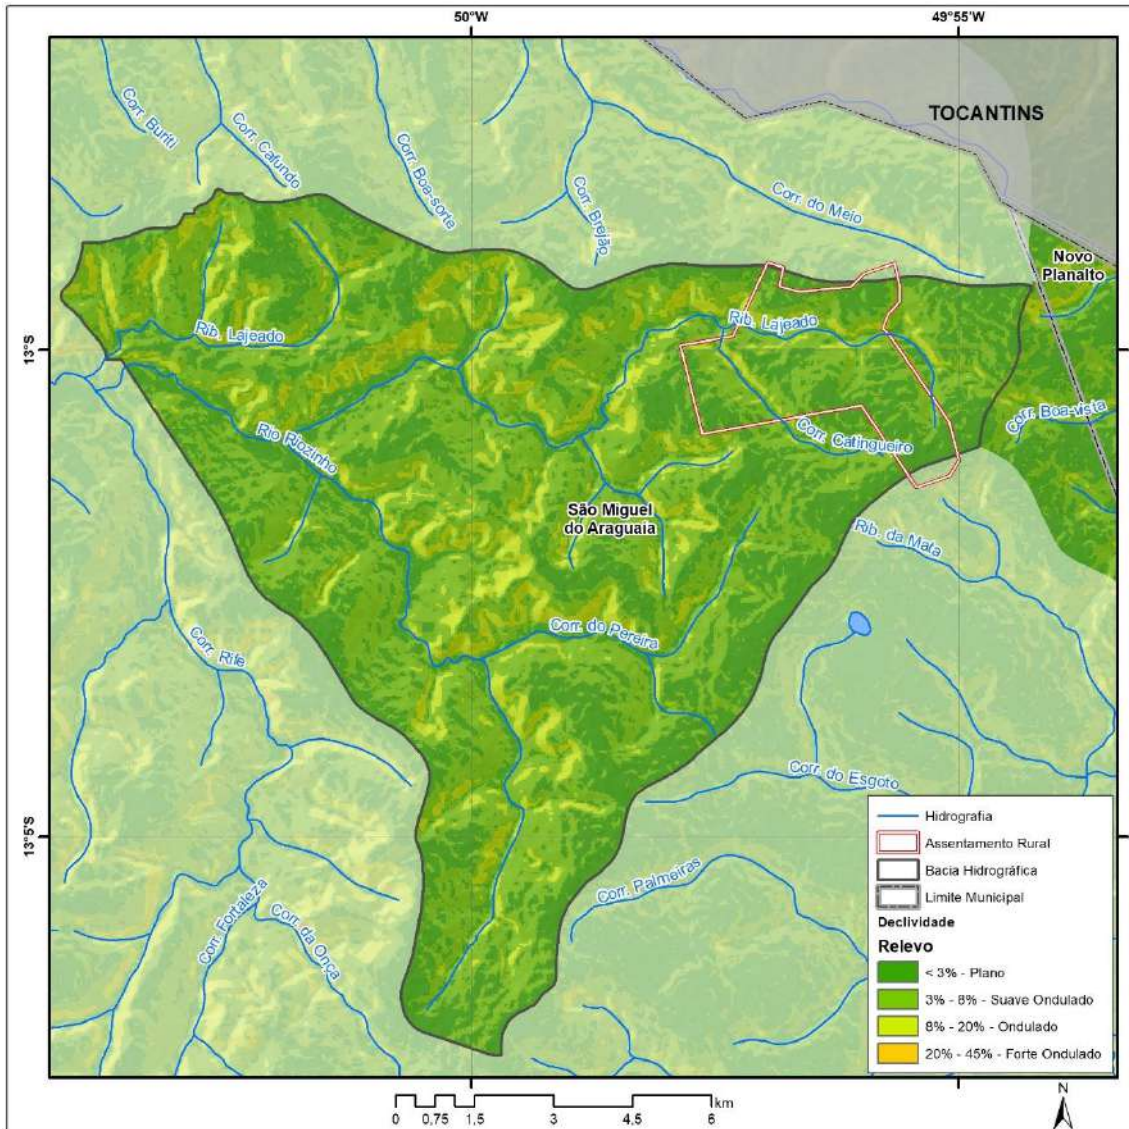 50°W
49°55'W
TOCANTINS
Corr. Buriti
Corr. Cafundo
Corr. Boa-sorte
Corr. Brejão
Corr. do Meio
Novo
Planalto
Rib. Lajeado
Rib. Lajeado
13°S
Corr. Boa-vista
Rio Riozinho
Corr. Catingueiro
São Miguel
do Araguaia
Rib. da Mata
Corr. do Pereira
Corr. Rife
Corr. do Esgoto
13°5'S
Corr. Palmeiras
Corr. Fortaleza
Corr. da Onça
Hidrografia
Assentamento Rural
Bacia Hidrográfica
Limite Municipal
Declividade
Relevo
< 3% - Plano
3% - 8% - Suave Ondulado
8% - 20% - Ondulado
20% - 45% - Forte Ondulado
0 0,75 1,5 3 4,5 6 km
N